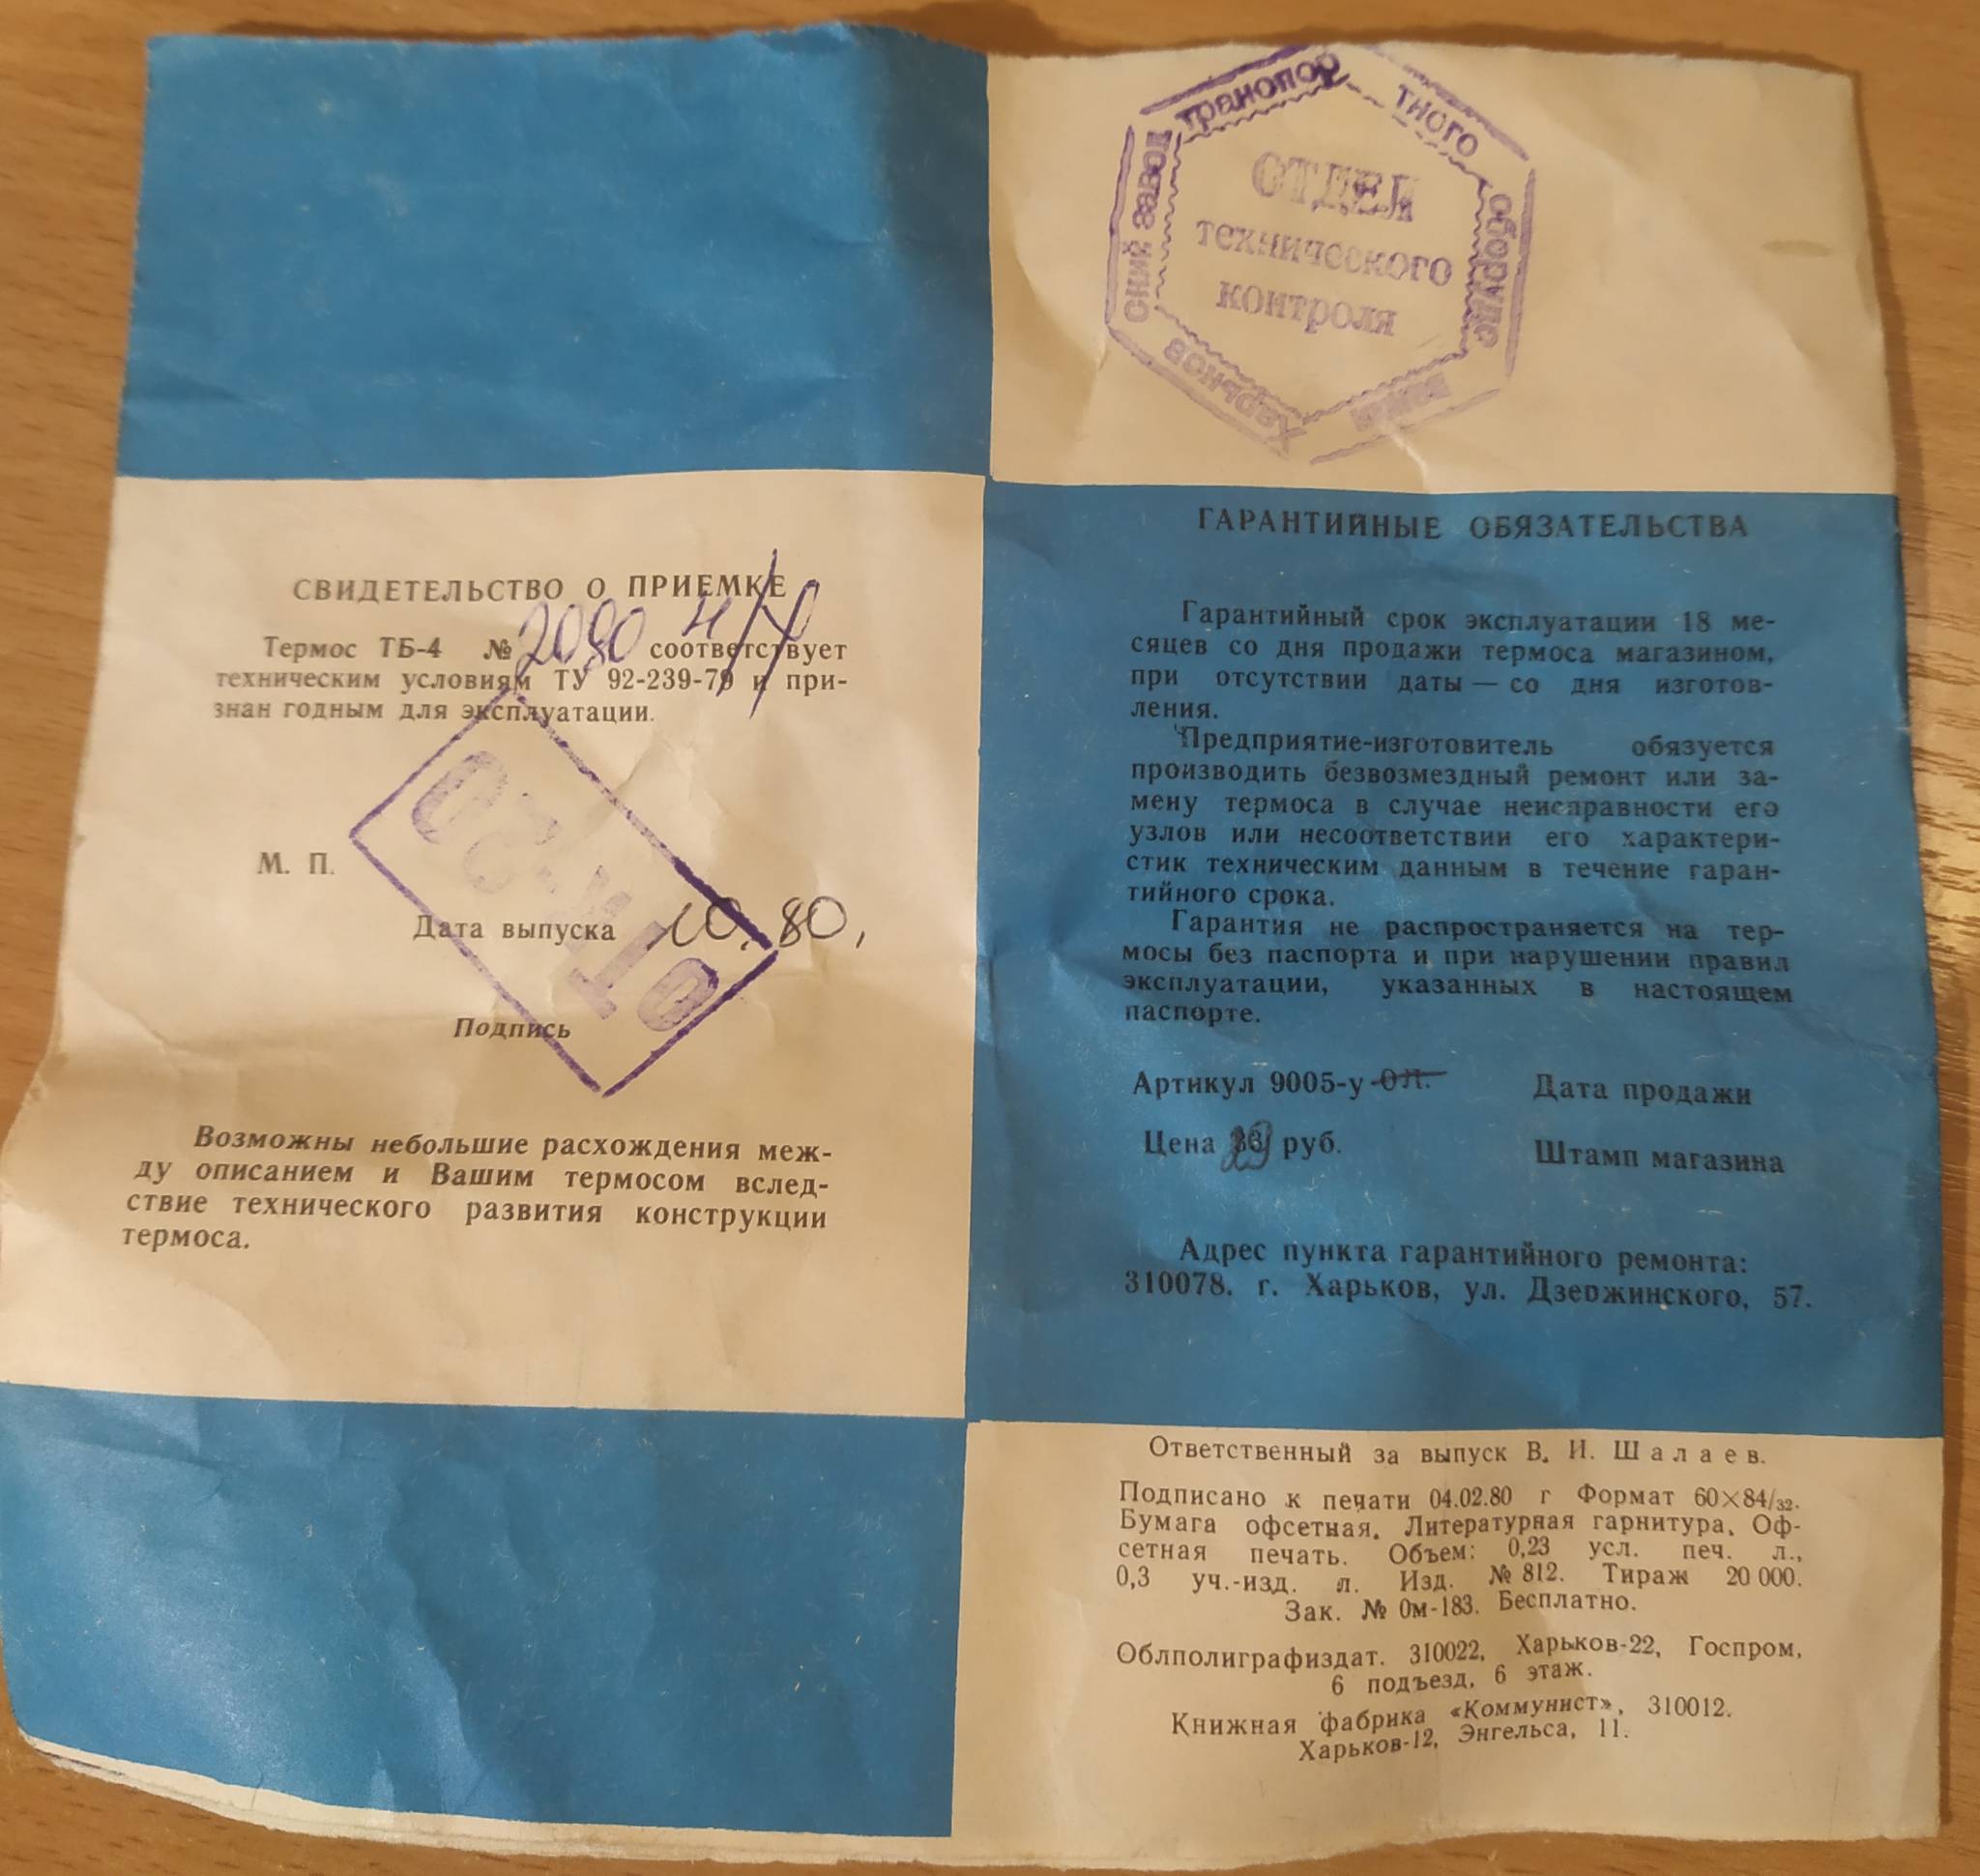 СВИДЕТЕЛЬСТВО О ПРИЕМКЕ
Термос ТБ-4 № 2080 соответствует
техническим условиям ТУ 92-239-79 и при-
знан годным для эксплуатации.
М. П.
Дата выпуска 10.80,
Подпись
ОТК-20
Возможны небольшие расхождения меж-
ду описанием и Вашим термосом вслед-
ствие технического развития конструкции
термоса.
Харьков
ский завод
транспор
тного
оборудо
вания
ОТДЕЛ
технического
контроля
ГАРАНТИЙНЫЕ ОБЯЗАТЕЛЬСТВА
Гарантийный срок эксплуатации 18 ме-
сяцев со дня продажи термоса магазином,
при отсутствии даты — со дня изготов-
ления.
Предприятие-изготовитель обязуется
производить безвозмездный ремонт или за-
мену термоса в случае неисправности его
узлов или несоответствии его характери-
стик техническим данным в течение гаран-
тийного срока.
Гарантия не распространяется на тер-
мосы без паспорта и при нарушении правил
эксплуатации, указанных в настоящем
паспорте.
Артикул 9005-у-ОЛ. Дата продажи
Цена руб. Штамп магазина
Адрес пункта гарантийного ремонта:
310078. г. Харьков, ул. Дзержинского, 57.
Ответственный за выпуск В. И. Шалаев.
Подписано к печати 04.02.80 г Формат 60×84/32.
Бумага офсетная. Литературная гарнитура. Оф-
сетная печать. Объем: 0,23 усл. печ. л.,
0,3 уч.-изд. л. Изд. № 812. Тираж 20 000.
Зак. № 0м-183. Бесплатно.
Облполиграфиздат. 310022, Харьков-22, Госпром,
6 подъезд, 6 этаж.
Книжная фабрика «Коммунист», 310012.
Харьков-12, Энгельса, 11.